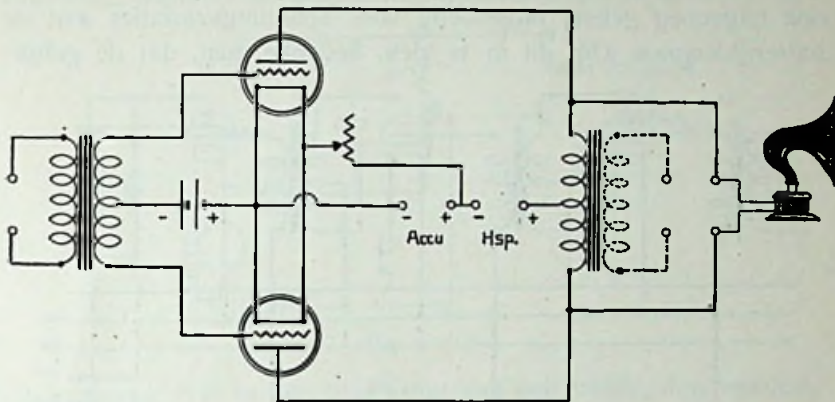 - +
- + - +
Accu Hsp.